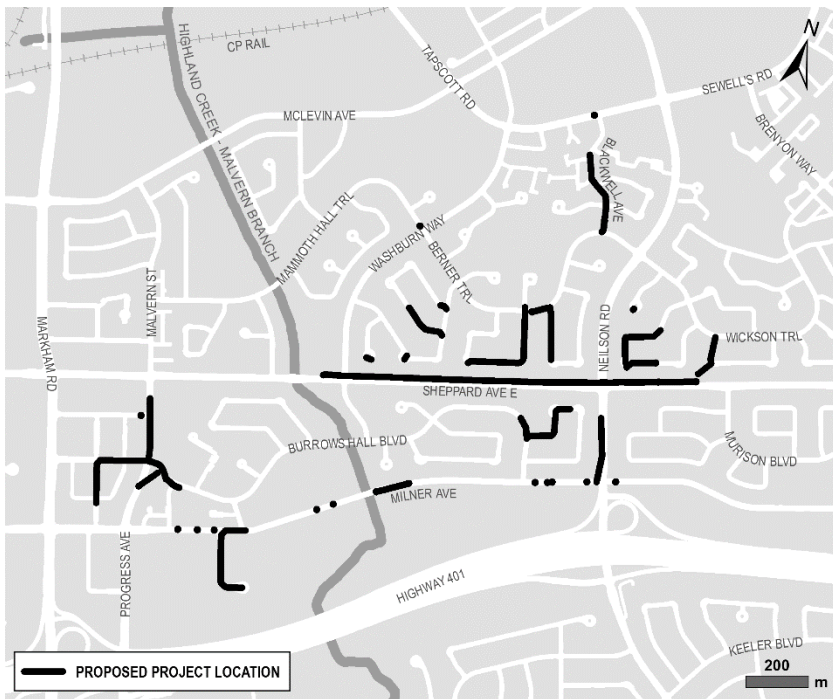 N
CP RAIL
HIGHLAND CREEK - MALVERN BRANCH
TAPSCOTT RD
SEWELL'S RD
MCLEVIN AVE
BRENYON WAY
BLACKWELL AVE
MAMMOTH HALL TRL
WASHBURN WAY
BERNER TRL
MALVERN ST
MARKHAM RD
NEILSON RD
WICKSON TRL
SHEPPARD AVE E
BURROWS HALL BLVD
MURISON BLVD
MILNER AVE
PROGRESS AVE
HIGHWAY 401
KEELER BLVD
PROPOSED PROJECT LOCATION
200
m